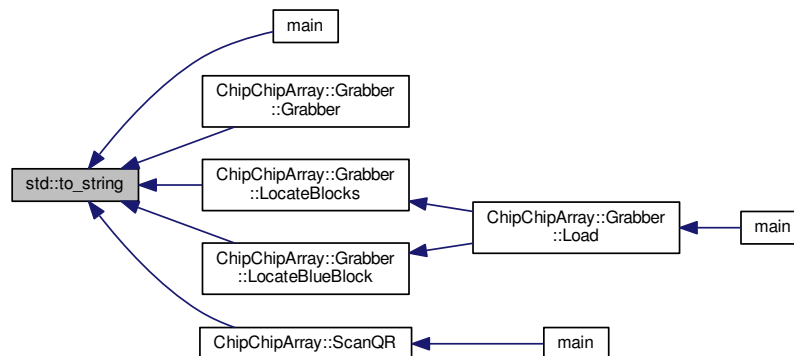 main
ChipChipArray::Grabber
::Grabber
std::to_string
ChipChipArray::Grabber
::LocateBlocks
ChipChipArray::Grabber
::Load
main
ChipChipArray::Grabber
::LocateBlueBlock
ChipChipArray::ScanQR
main